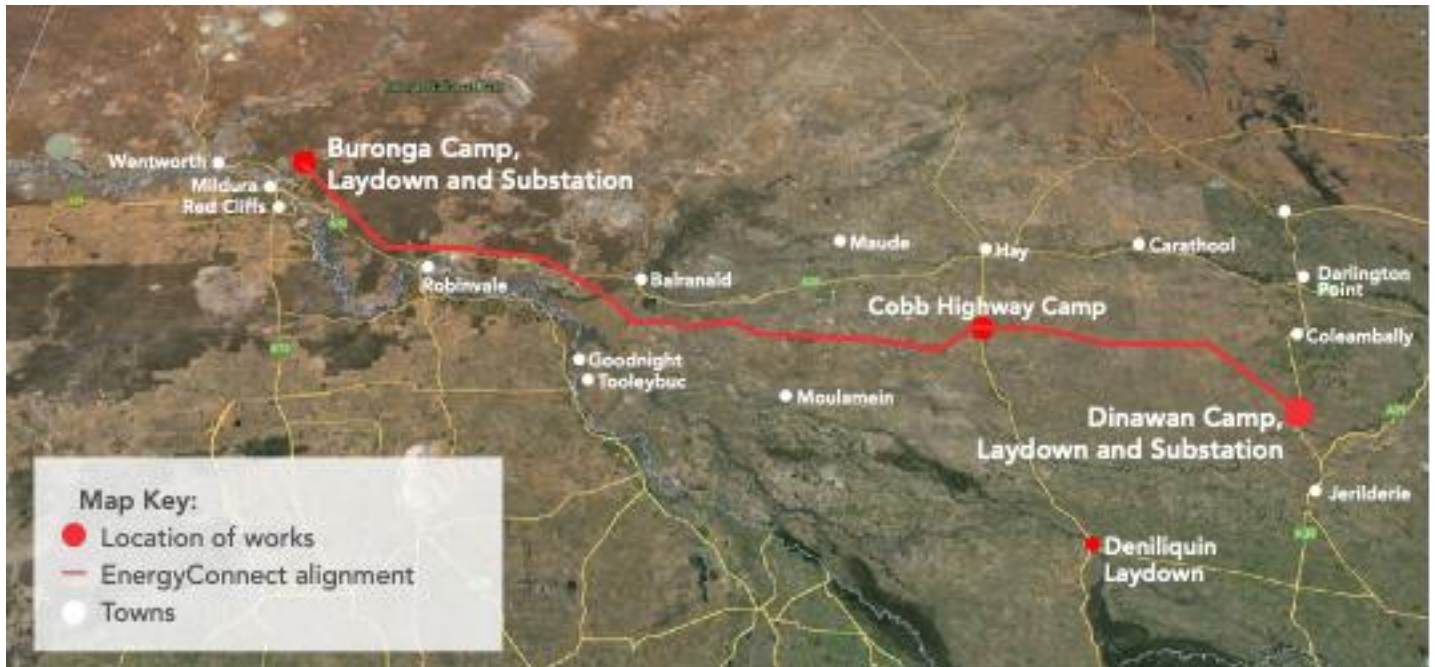 Wentworth
Mildura
Red Cliffs
Buronga Camp,
Laydown and Substation
Robinvale
Balranald
Maude
Hay
Carathool
Darlington
Point
Coleambally
Cobb Highway Camp
Goodnight
Tooleybuc
Moulamein
Dinawan Camp,
Laydown and Substation
Jerilderie
Deniliquin
Laydown
Map Key:
Location of works
EnergyConnect alignment
Towns